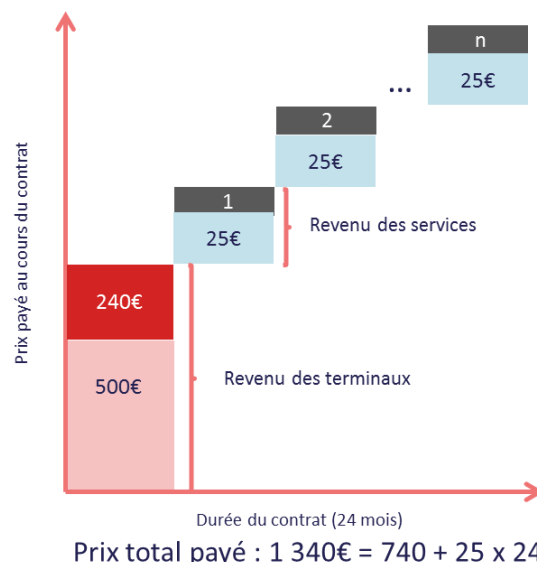 n
25€
...
2
25€
1
25€
Revenu des services
240€
500€
Revenu des terminaux
Prix payé au cours du contrat
Durée du contrat (24 mois)
Prix total payé : 1 340€ = 740 + 25 x 24